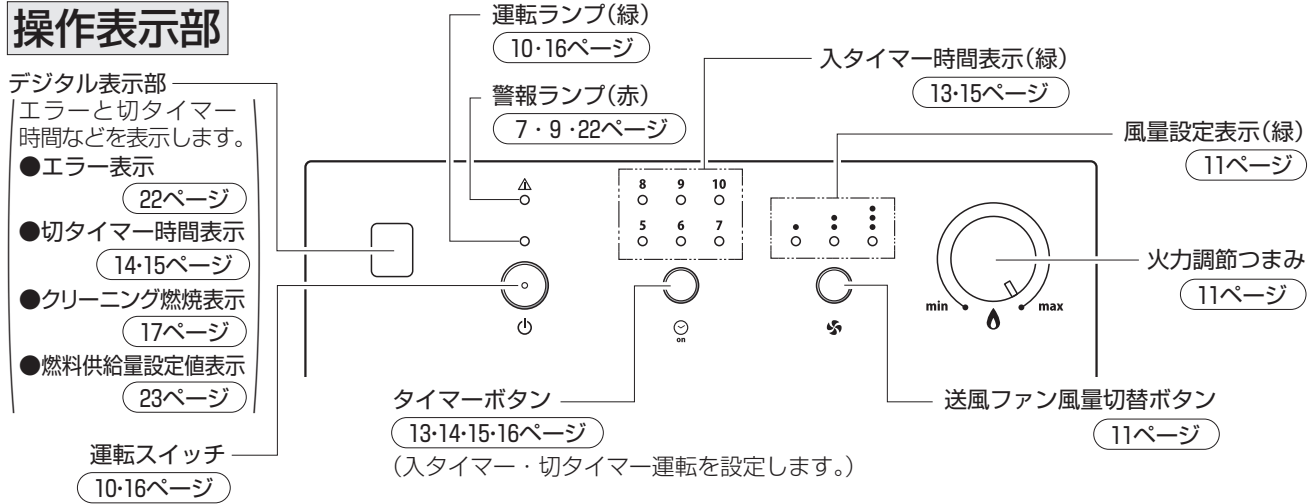 操作表示部
デジタル表示部
エラーと切タイマー
時間などを表示します。
●エラー表示
22ページ
●切タイマー時間表示
14・15ページ
●クリーニング燃焼表示
17ページ
●燃料供給量設定値表示
23ページ
運転スイッチ
10・16ページ
運転ランプ(緑)
10・16ページ
警報ランプ(赤)
7・9・22ページ
入タイマー時間表示(緑)
13・15ページ
風量設定表示(緑)
11ページ
8 9 10
5 6 7
on
min max
火力調節つまみ
11ページ
タイマーボタン
13・14・15・16ページ
(入タイマー・切タイマー運転を設定します。)
送風ファン風量切替ボタン
11ページ